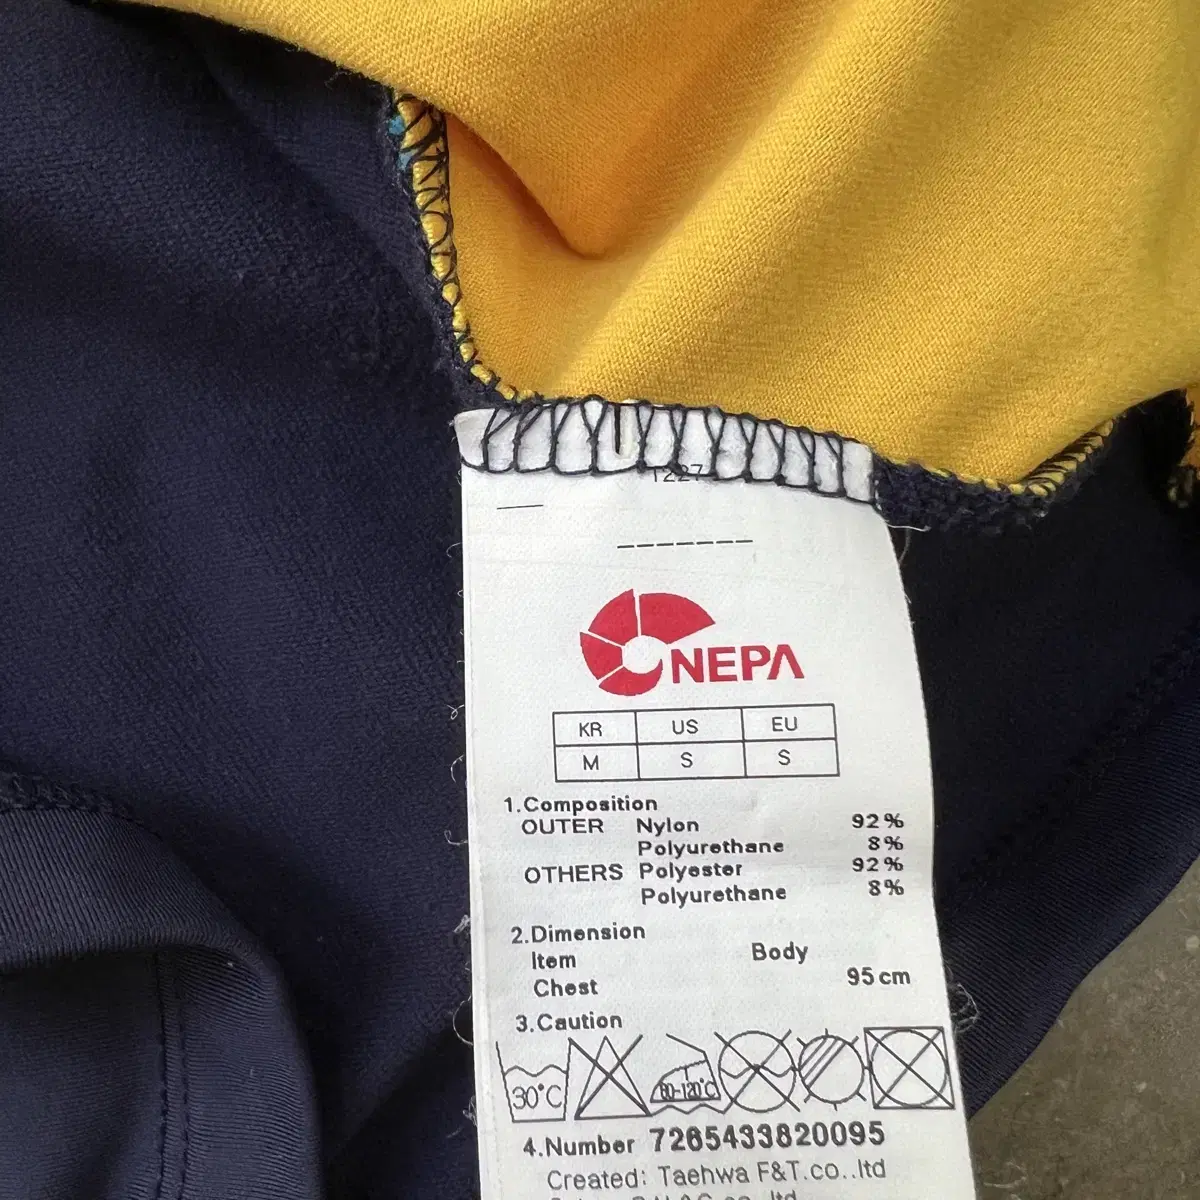 NEPA
KR US EU
M S S
1.Composition
OUTER Nylon 92%
Polyurethane 8%
OTHERS Polyester 92%
Polyurethane 8%
2.Dimension
Item Body
Chest 95cm
3.Caution
30°C 80-120°C
4.Number 7265433820095
Created: Taehwa F&T.co..ltd